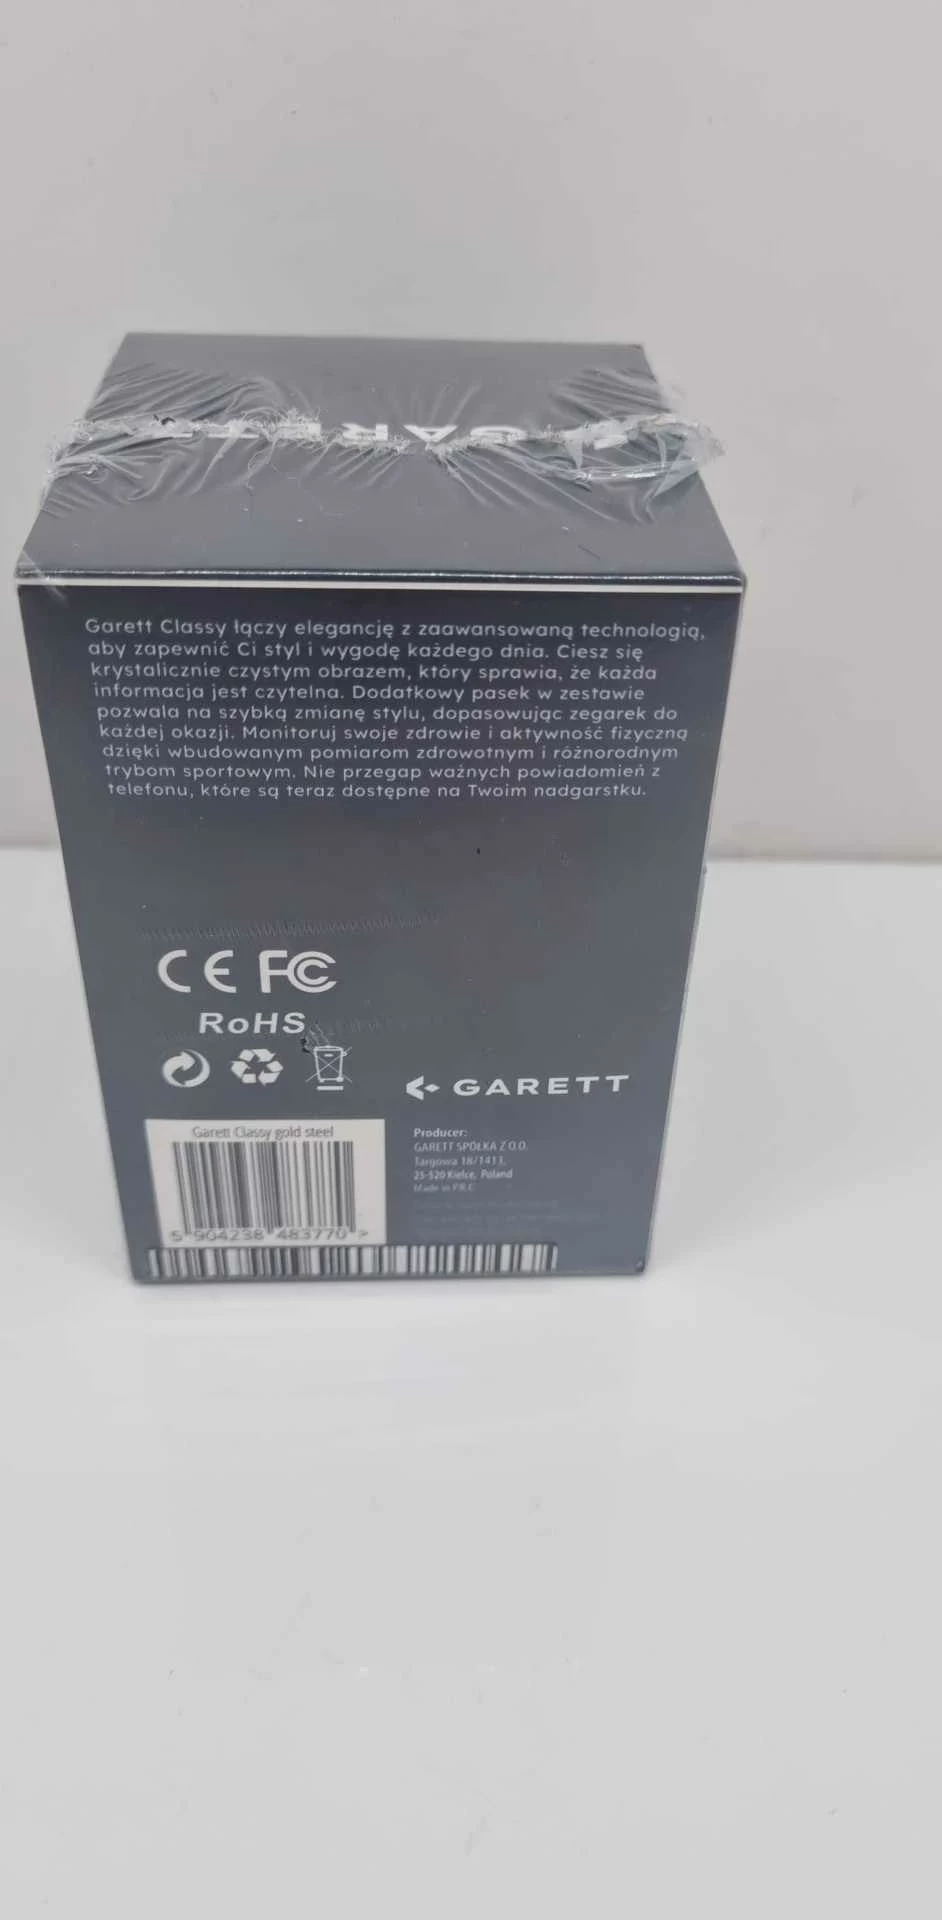 GARETT
Garett Classy łączy elegancję z zaawansowaną technologią,
aby zapewnić Ci styl i wygodę każdego dnia. Ciesz się
krystalicznie czystym obrazem, który sprawia, że każda
informacja jest czytelna. Dodatkowy pasek w zestawie
pozwala na szybką zmianę stylu, dopasowując zegarek do
każdej okazji. Monitoruj swoje zdrowie i aktywność fizyczną
dzięki wbudowanym pomiarom zdrowotnym i różnorodnym
trybom sportowym. Nie przegap ważnych powiadomień z
telefonu, które są teraz dostępne na Twoim nadgarstku.
CE FC
RoHS
GARETT
Garett Classy gold steel
5 904238 483770 >
Producer:
GARETT SPÓŁKA Z O.O.
Targowa 18/1413,
25-520 Kielce, Poland
Made in P.R.C